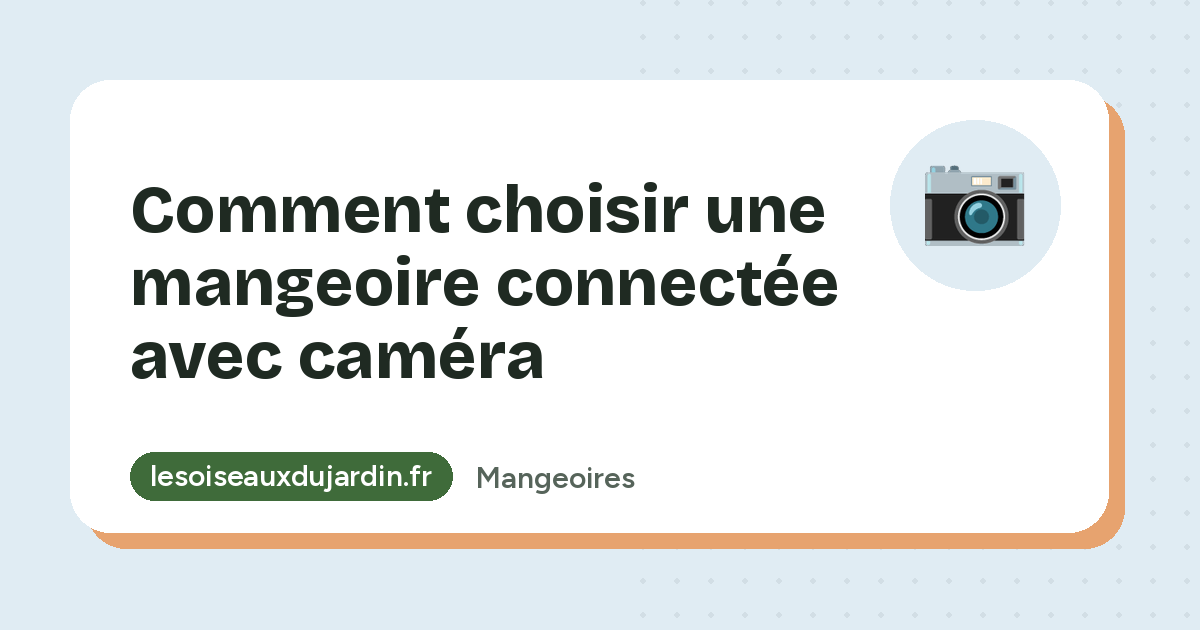 Comment choisir une
mangeoire connectée
avec caméra
lesoiseauxdujardin.fr
Mangeoires